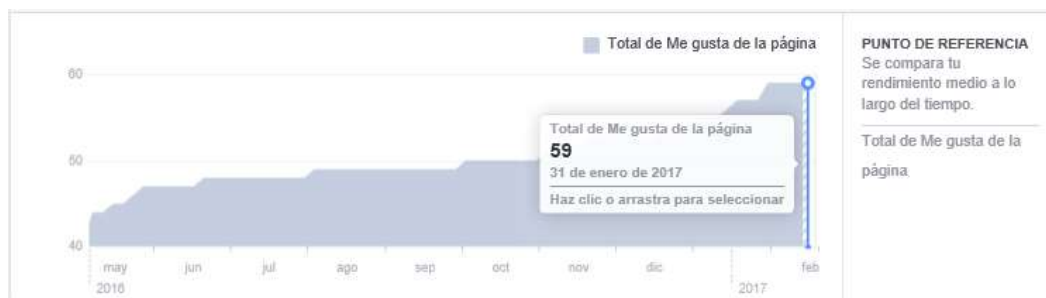 Total de Me gusta de la página
60
50
40
Total de Me gusta de la página
59
31 de enero de 2017
Haz clic o arrastra para seleccionar
may jun jul ago sep oct nov dic feb
2016 2017
PUNTO DE REFERENCIA
Se compara tu
rendimiento medio a lo
largo del tiempo.
Total de Me gusta de la
página